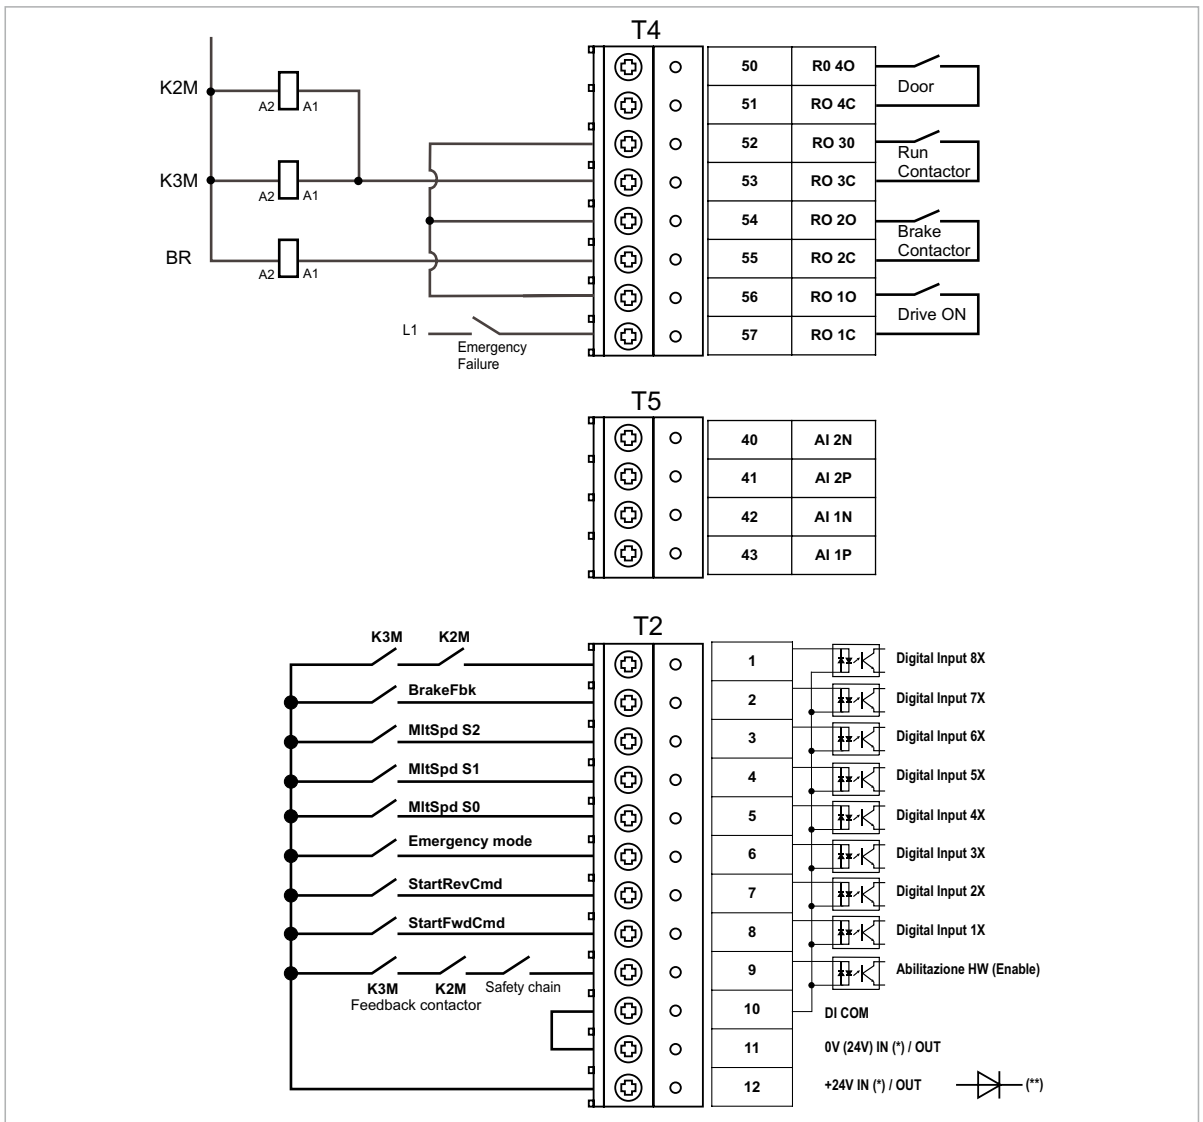 T4
K2M
A2 A1
50 R0 4O
Door
51 RO 4C
52 RO 30
Run
Contactor
K3M
A2 A1
53 RO 3C
54 RO 2O
Brake
Contactor
BR
A2 A1
55 RO 2C
56 RO 1O
Drive ON
L1
Emergency
Failure
57 RO 1C
T5
40 AI 2N
41 AI 2P
42 AI 1N
43 AI 1P
T2
K3M K2M
1 Digital Input 8X
BrakeFbk 2 Digital Input 7X
MltSpd S2 3 Digital Input 6X
MltSpd S1 4 Digital Input 5X
MltSpd S0 5 Digital Input 4X
Emergency mode 6 Digital Input 3X
StartRevCmd 7 Digital Input 2X
StartFwdCmd 8 Digital Input 1X
9 Abilitazione HW (Enable)
K3M K2M Safety chain
Feedback contactor
10 DI COM
11 0V (24V) IN (*) / OUT
12 +24V IN (*) / OUT (**)